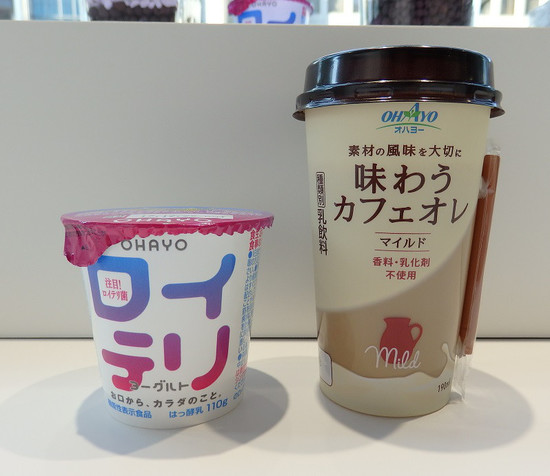 OHAYO
注目!
ロイテリ菌
ロイ
テリ
ヨーグルト
お口から、カラダのこと。
機能性表示食品
はっ酵乳 110g
OHAYO
オハヨー
素材の風味を大切に
味わう
カフェオレ
種類別 乳飲料
マイルド
香料・乳化剤
不使用
Mild